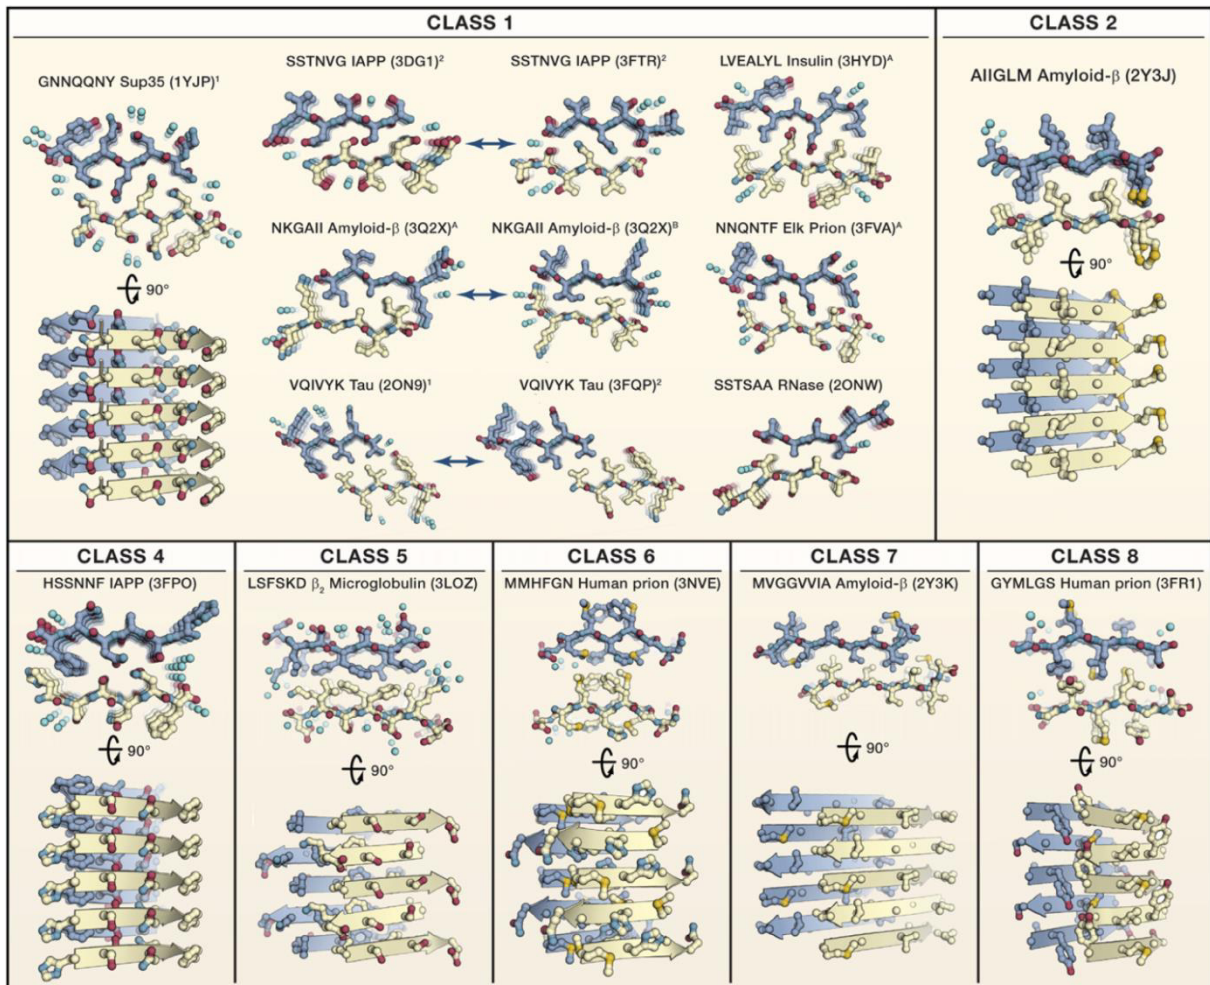 CLASS 1
GNNQQNY Sup35 (1YJP)¹
90°
SSTNVG IAPP (3DG1)²
SSTNVG IAPP (3FTR)²
LVEALYL Insulin (3HYD)ᴬ
NKGAII Amyloid-β (3Q2X)ᴬ
NKGAII Amyloid-β (3Q2X)ᴮ
NNQNTF Elk Prion (3FVA)ᴬ
VQIVYK Tau (2ON9)¹
VQIVYK Tau (3FQP)²
SSTSAA RNase (2ONW)
CLASS 2
AIIGLM Amyloid-β (2Y3J)
90°
CLASS 4
HSSNNF IAPP (3FPO)
90°
CLASS 5
LSFSKD β₂ Microglobulin (3LOZ)
90°
CLASS 6
MMHFGN Human prion (3NVE)
90°
CLASS 7
MVGGVVIA Amyloid-β (2Y3K)
90°
CLASS 8
GYMLGS Human prion (3FR1)
90°